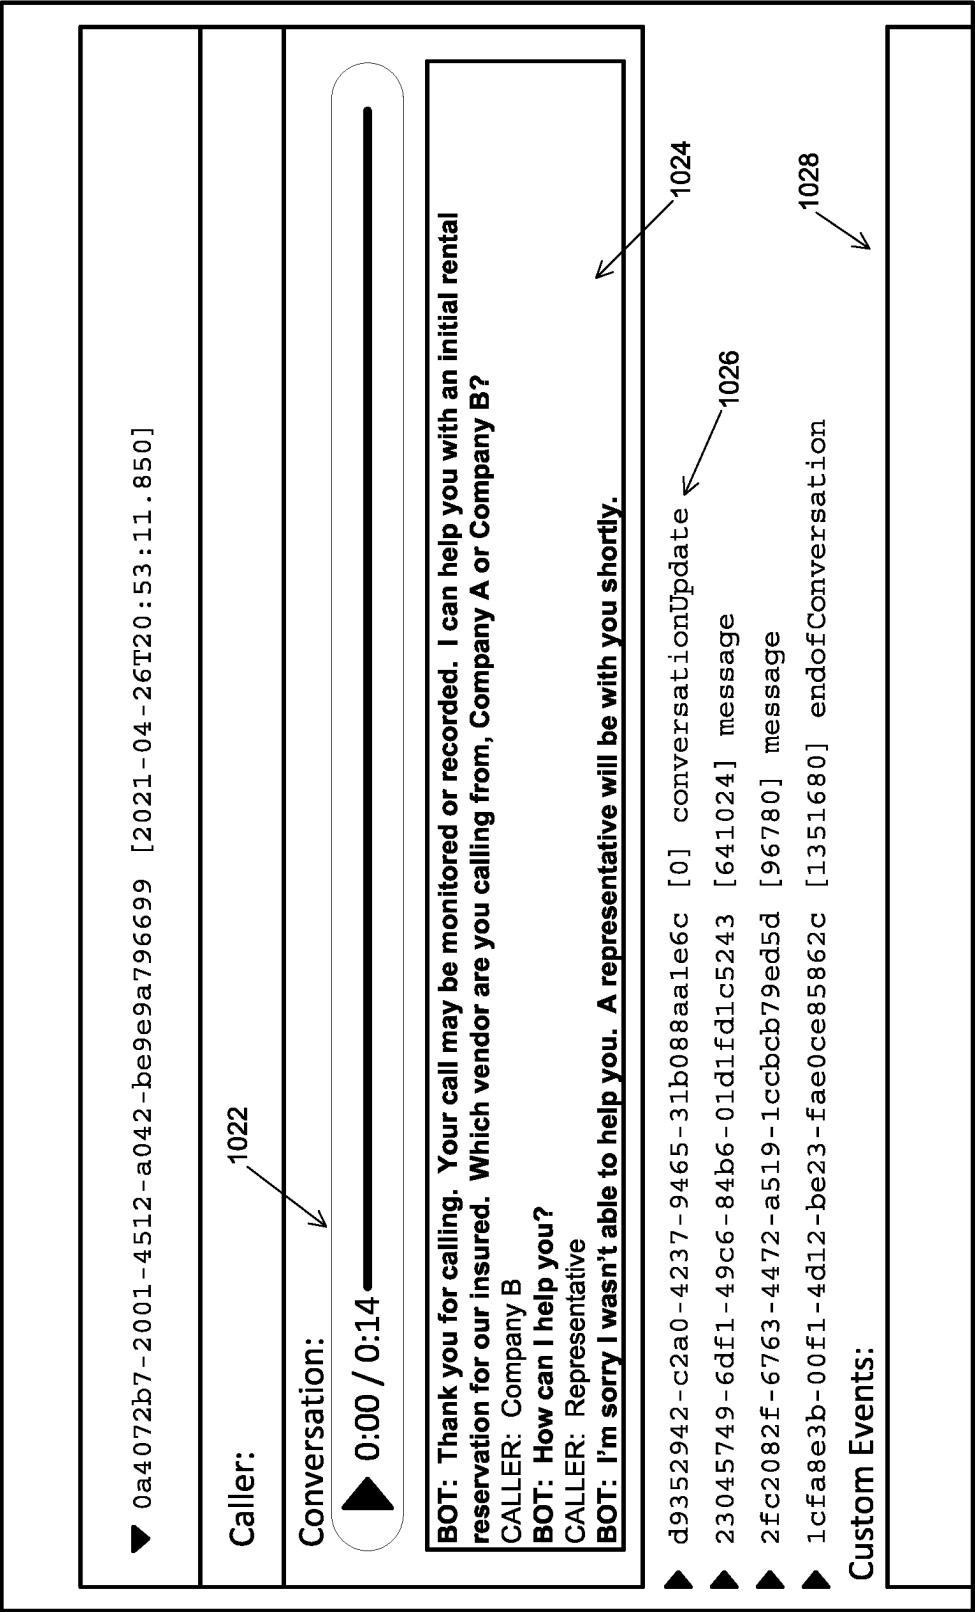 0a4072b7-2001-4512-a042-be9e9a796699 [2021-04-26T20:53:11.850]
Caller:
1022
Conversation:
0:00 / 0:14
BOT: Thank you for calling. Your call may be monitored or recorded. I can help you with an initial rental
reservation for our insured. Which vendor are you calling from, Company A or Company B?
CALLER: Company B
BOT: How can I help you?
CALLER: Representative
BOT: I'm sorry I wasn't able to help you. A representative will be with you shortly.
1024
d9352942-c2a0-4237-9465-31b088aa1e6c [0] conversationUpdate
1026
23045749-6df1-49c6-84b6-01d1fd1c5243 [641024] message
2fc2082f-6763-4472-a519-1ccbcb79ed5d [96780] message
1cfa8e3b-00f1-4d12-be23-fae0ce85862c [1351680] endofConversation
1028
Custom Events: